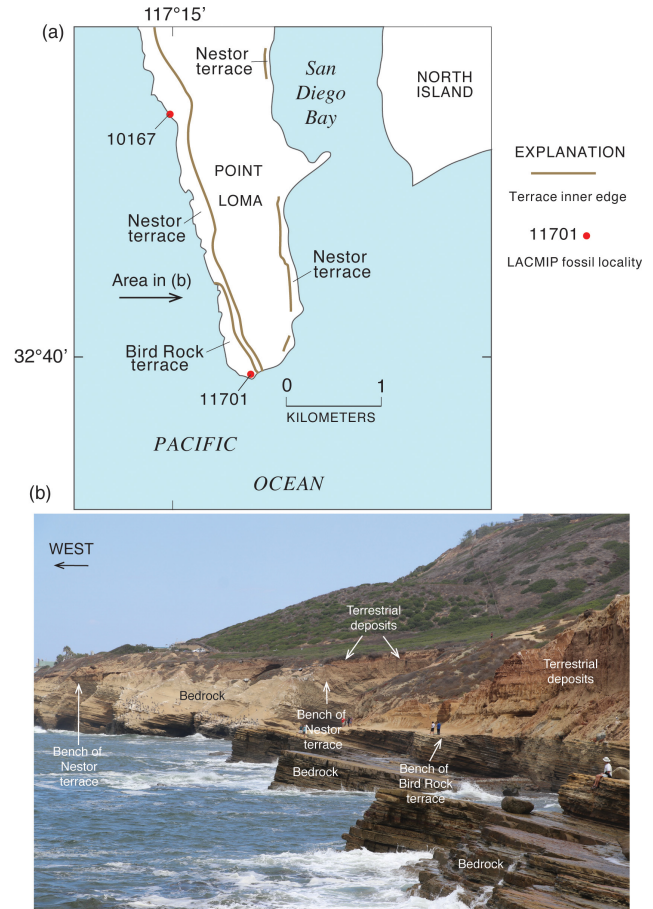 (a)
117°15'
Nestor
terrace
San
Diego
Bay
NORTH
ISLAND
10167
POINT
LOMA
EXPLANATION
Terrace inner edge
11701
LACMIP fossil locality
Nestor
terrace
Nestor
terrace
Area in (b)
Bird Rock
terrace
32°40'
11701
0 1
KILOMETERS
PACIFIC
OCEAN
(b)
WEST
Terrestrial
deposits
Terrestrial
deposits
Bedrock
Bench of
Nestor
terrace
Bench of
Nestor
terrace
Bedrock
Bench of
Bird Rock
terrace
Bedrock